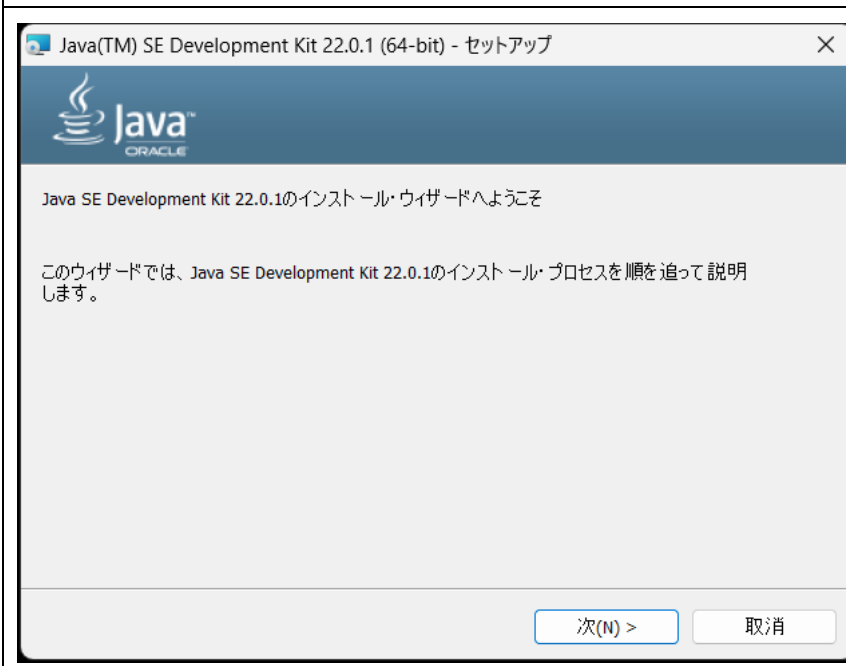 Java(TM) SE Development Kit 22.0.1 (64-bit) - セットアップ
Java™
ORACLE
Java SE Development Kit 22.0.1のインストール・ウィザードへようこそ
このウィザードでは、Java SE Development Kit 22.0.1のインストール・プロセスを順を追って説明
します。
次(N) >
取消